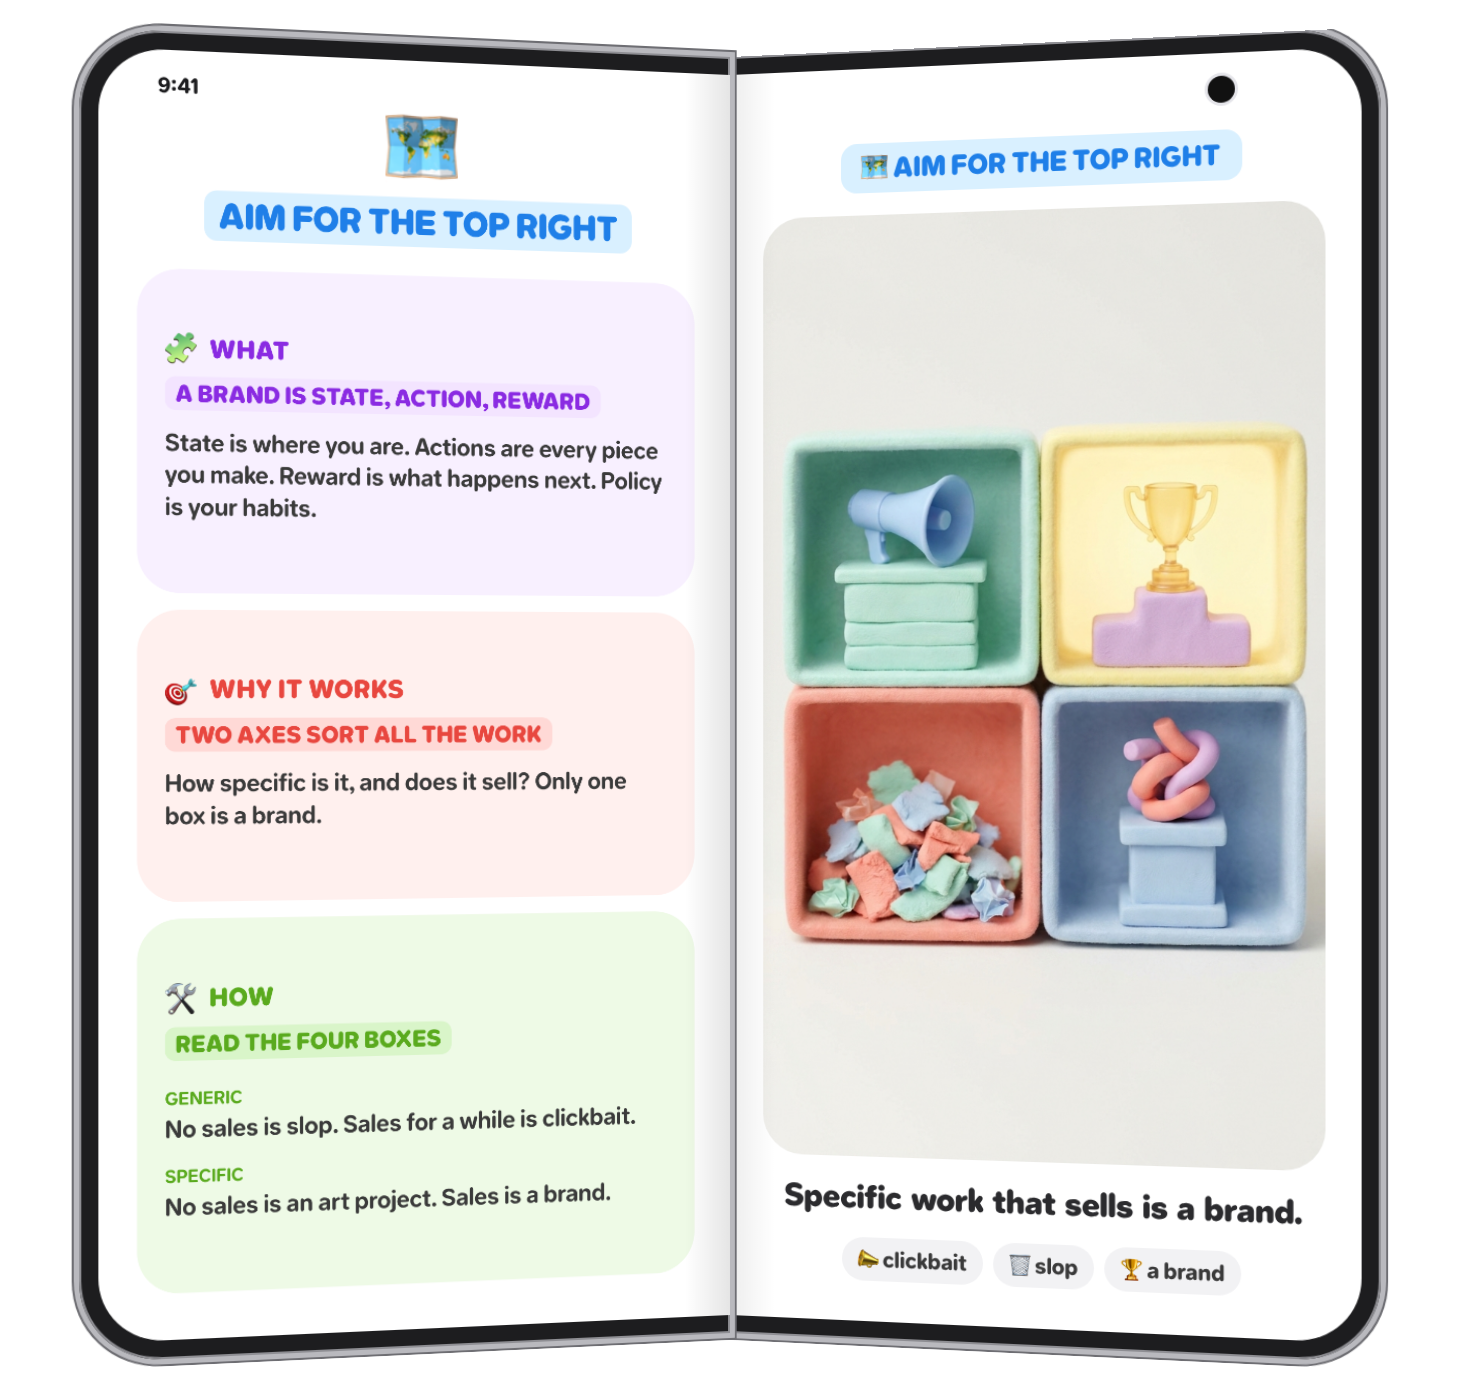 9:41
AIM FOR THE TOP RIGHT
WHAT
A BRAND IS STATE, ACTION, REWARD
State is where you are. Actions are every piece
you make. Reward is what happens next. Policy
is your habits.
WHY IT WORKS
TWO AXES SORT ALL THE WORK
How specific is it, and does it sell? Only one
box is a brand.
HOW
READ THE FOUR BOXES
GENERIC
No sales is slop. Sales for a while is clickbait.
SPECIFIC
No sales is an art project. Sales is a brand.
AIM FOR THE TOP RIGHT
Specific work that sells is a brand.
clickbait
slop
a brand